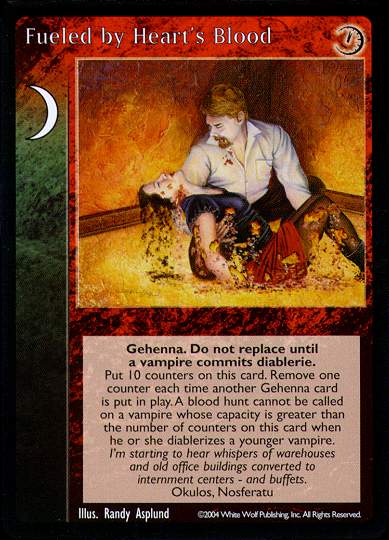 Fueled by Heart's Blood
Gehenna. Do not replace until
a vampire commits diablerie.
Put 10 counters on this card. Remove one
counter each time another Gehenna card
is put in play. A blood hunt cannot be called
on a vampire whose capacity is greater than
the number of counters on this card when
he or she diablerizes a younger vampire.
I'm starting to hear whispers of warehouses
and old office buildings converted to
internment centers - and buffets.
Okulos, Nosferatu
Illus. Randy Asplund
©2004 White Wolf Publishing, Inc. All Rights Reserved.